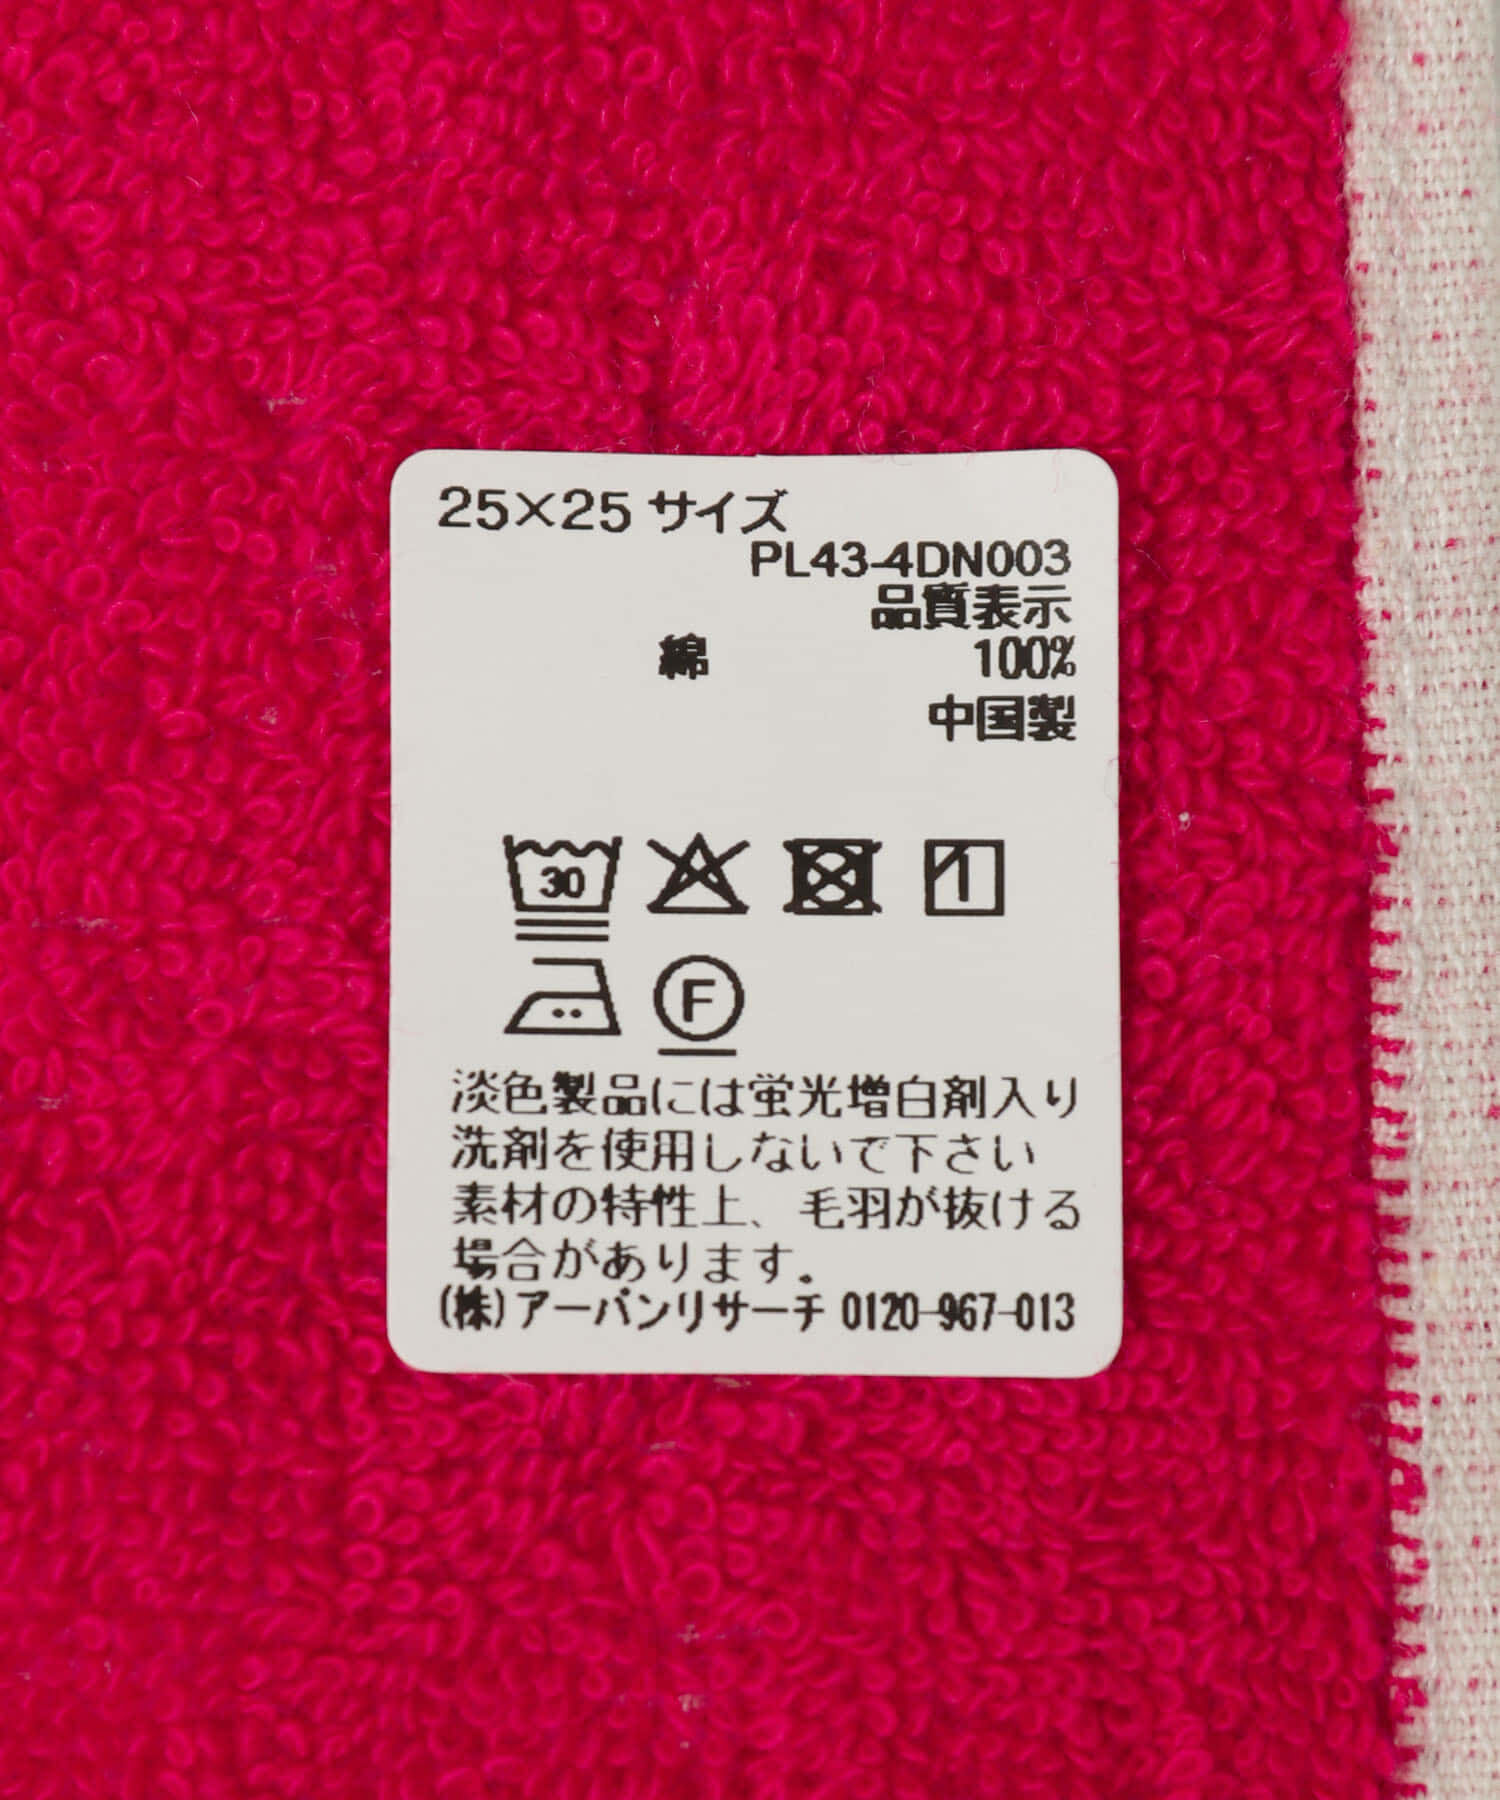 25×25 サイズ
PL43-4DN003
品質表示
綿 100%
中国製
30
F
淡色製品には蛍光増白剤入り
洗剤を使用しないで下さい
素材の特性上、毛羽が抜ける
場合があります。
(株)アーバンリサーチ 0120-967-013